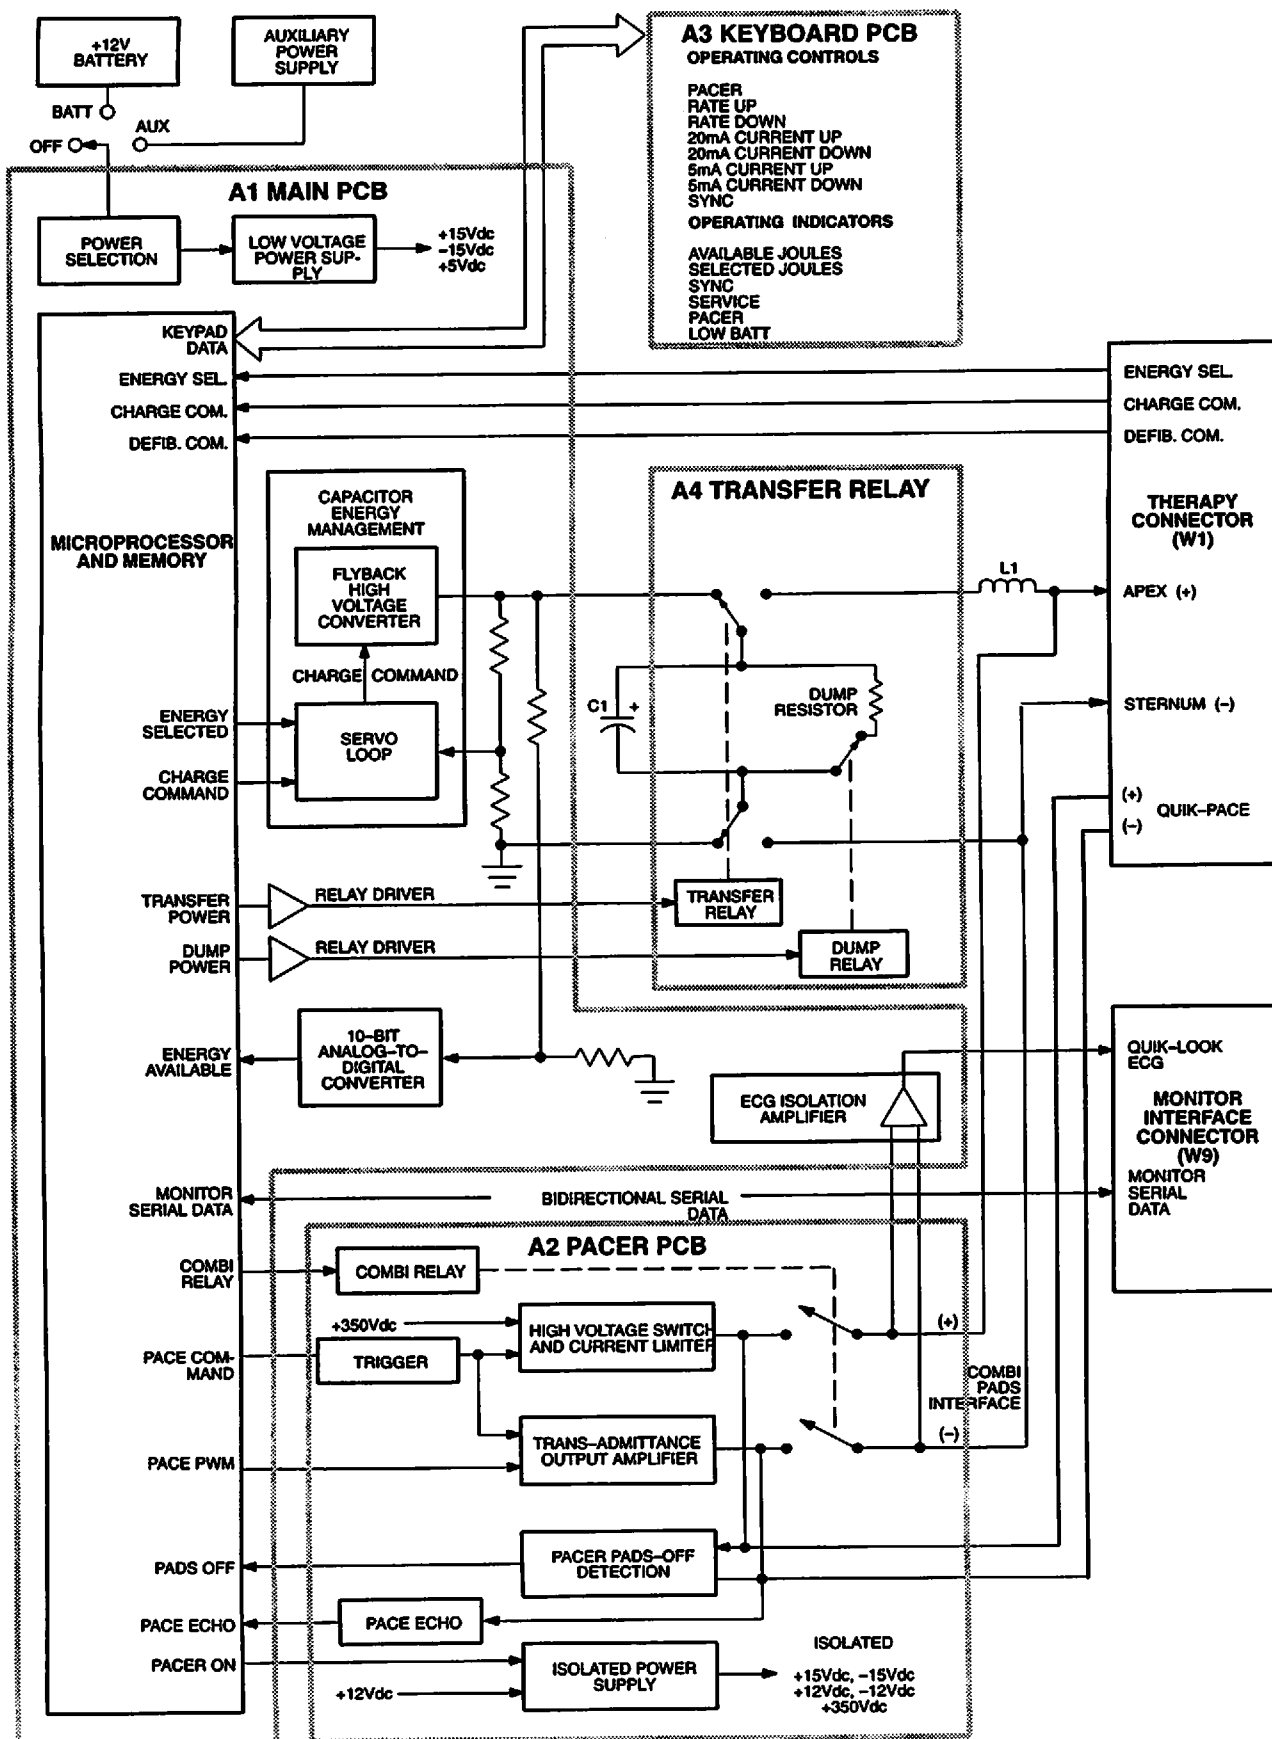 +12V
BATTERY
AUXILIARY
POWER
SUPPLY
BATT
AUX
OFF
A3 KEYBOARD PCB
OPERATING CONTROLS
PACER
RATE UP
RATE DOWN
20mA CURRENT UP
20mA CURRENT DOWN
5mA CURRENT UP
5mA CURRENT DOWN
SYNC
OPERATING INDICATORS
AVAILABLE JOULES
SELECTED JOULES
SYNC
SERVICE
PACER
LOW BATT
A1 MAIN PCB
POWER
SELECTION
LOW VOLTAGE
POWER SUP-
PLY
+15Vdc
–15Vdc
+5Vdc
KEYPAD
DATA
ENERGY SEL.
CHARGE COM.
DEFIB. COM.
MICROPROCESSOR
AND MEMORY
ENERGY
SELECTED
CHARGE
COMMAND
TRANSFER
POWER
DUMP
POWER
ENERGY
AVAILABLE
MONITOR
SERIAL DATA
COMBI
RELAY
PACE COM-
MAND
PACE PWM
PADS OFF
PACE ECHO
PACER ON
CAPACITOR
ENERGY
MANAGEMENT
FLYBACK
HIGH
VOLTAGE
CONVERTER
CHARGE COMMAND
SERVO
LOOP
RELAY DRIVER
RELAY DRIVER
10–BIT
ANALOG–TO–
DIGITAL
CONVERTER
A4 TRANSFER RELAY
C1
+
DUMP
RESISTOR
TRANSFER
RELAY
DUMP
RELAY
L1
ENERGY SEL.
CHARGE COM.
DEFIB. COM.
THERAPY
CONNECTOR
(W1)
APEX (+)
STERNUM (–)
(+)
QUIK–PACE
(–)
ECG ISOLATION
AMPLIFIER
QUIK–LOOK
ECG
MONITOR
INTERFACE
CONNECTOR
(W9)
MONITOR
SERIAL
DATA
BIDIRECTIONAL SERIAL
DATA
A2 PACER PCB
COMBI RELAY
+350Vdc
TRIGGER
HIGH VOLTAGE SWITCH
AND CURRENT LIMITER
TRANS–ADMITTANCE
OUTPUT AMPLIFIER
(+)
COMBI
PADS
INTERFACE
(–)
PACER PADS–OFF
DETECTION
PACE ECHO
+12Vdc
ISOLATED POWER
SUPPLY
ISOLATED
+15Vdc, –15Vdc
+12Vdc, –12Vdc
+350Vdc